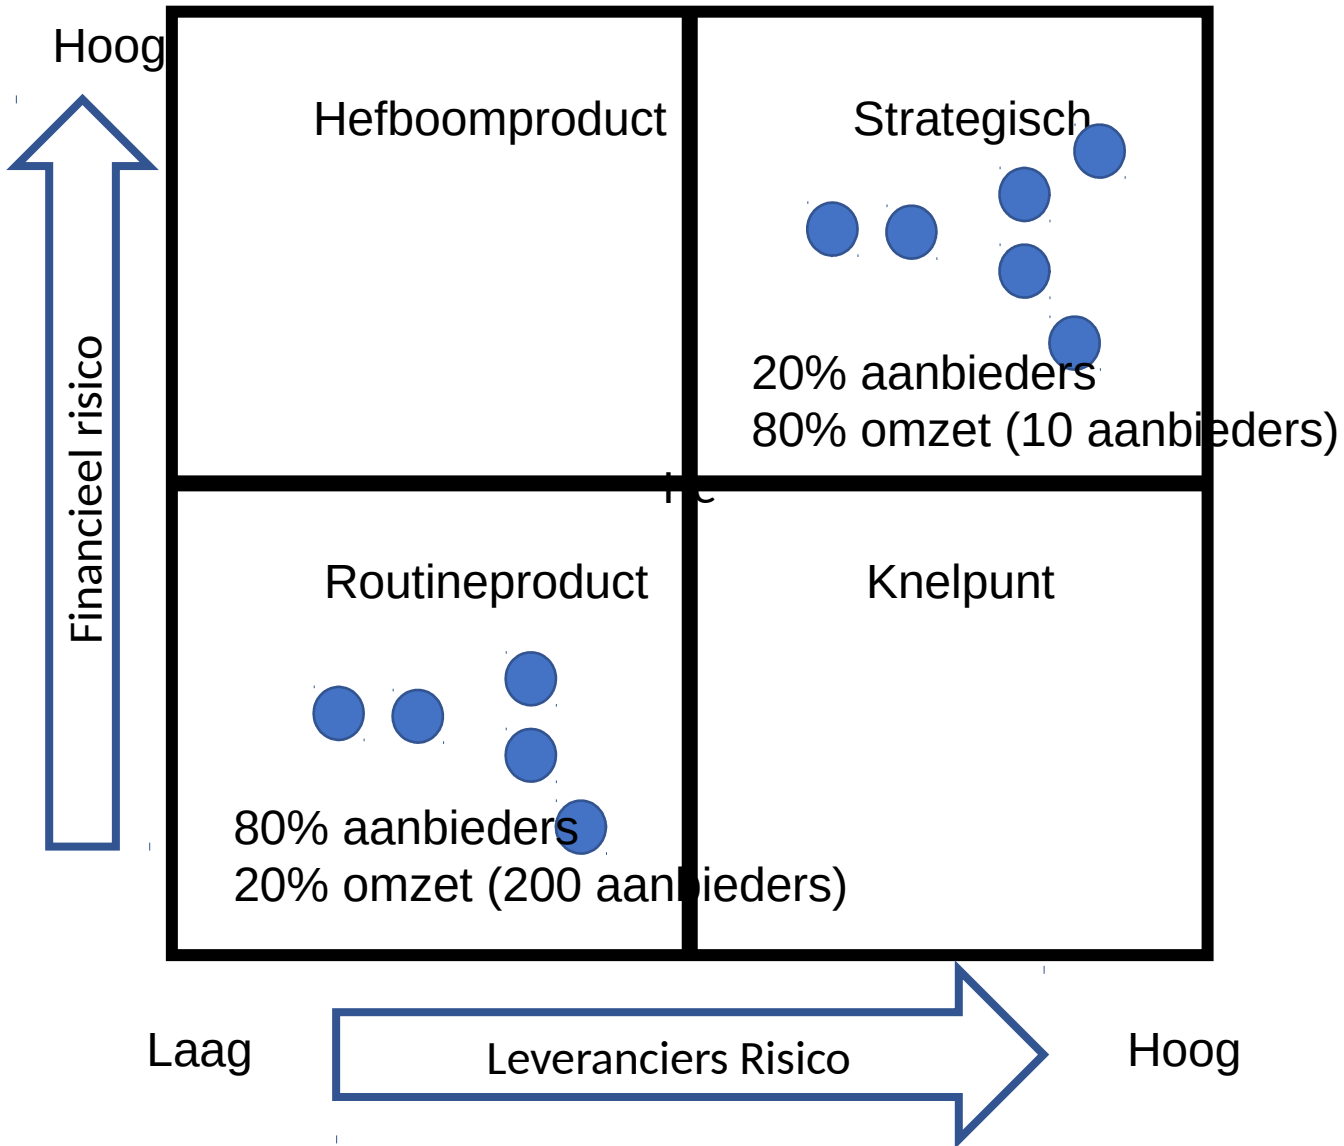 Hoog
Hefboomproduct
Strategisch
20% aanbieders
80% omzet (10 aanbieders)
Financieel risico
Routineproduct
Knelpunt
80% aanbieders
20% omzet (200 aanbieders)
Laag
Leveranciers Risico
Hoog